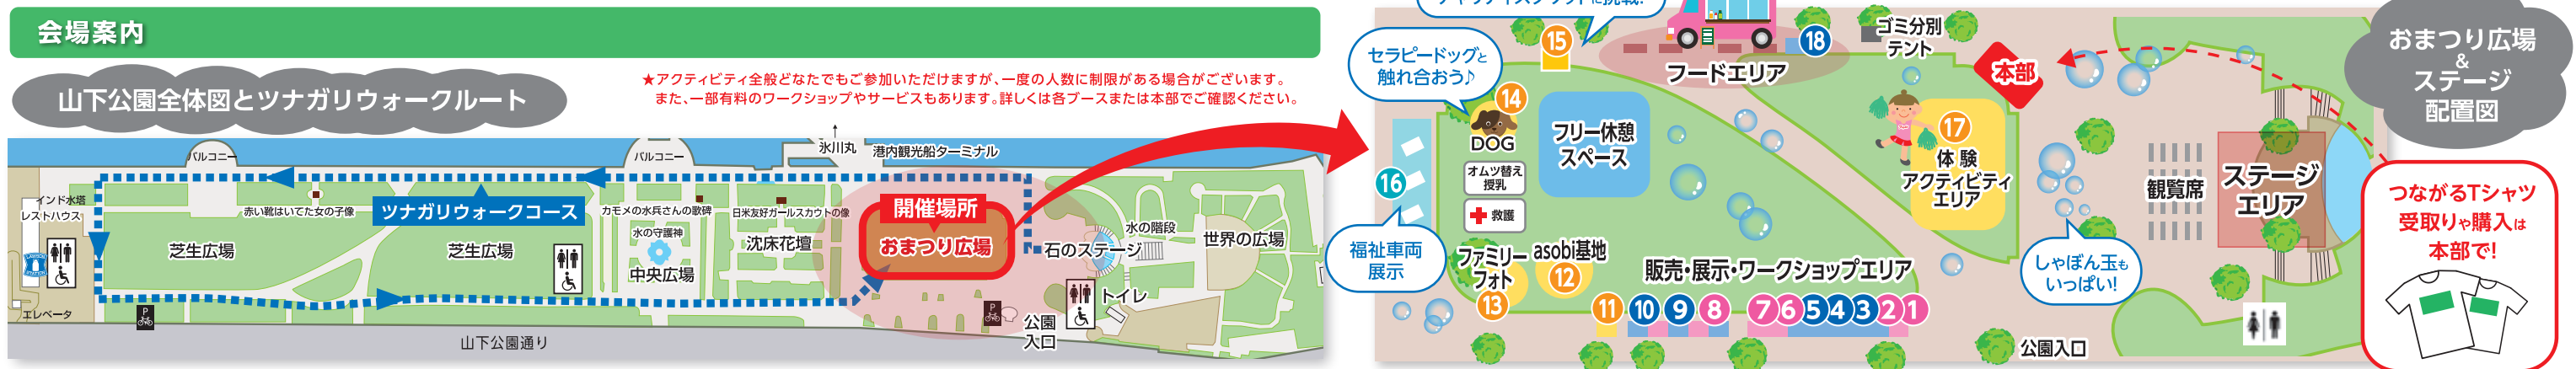 会場案内
山下公園全体図とツナガリウォークルート
★アクティビティ全般どなたでもご参加いただけますが、一度の人数に制限がある場合がございます。
また、一部有料のワークショップやサービスもあります。詳しくは各ブースまたは本部でご確認ください。
バルコニー
バルコニー
氷川丸
港内観光船ターミナル
インド水塔
レストハウス
赤い靴はいてた女の子像
ツナガリウォークコース
カモメの水兵さんの歌碑
日米友好ガールスカウトの像
開催場所
おまつり広場
水の階段
石のステージ
世界の広場
芝生広場
芝生広場
水の守護神
中央広場
沈床花壇
トイレ
エレベータ
P
P
公園
入口
山下公園通り
セラピードッグと
触れ合おう♪
15
18
ゴミ分別
テント
フードエリア
本部
おまつり広場
&
ステージ
配置図
14
DOG
フリー休憩
スペース
17
体験
アクティビティ
エリア
16
オムツ替え
授乳
救護
観覧席
ステージ
エリア
つながるTシャツ
受取りや購入は
本部で!
福祉車両
展示
ファミリー
フォト
13
asobi基地
12
販売・展示・ワークショップエリア
11 10 9 8 7 6 5 4 3 2 1
しゃぼん玉も
いっぱい!
公園入口